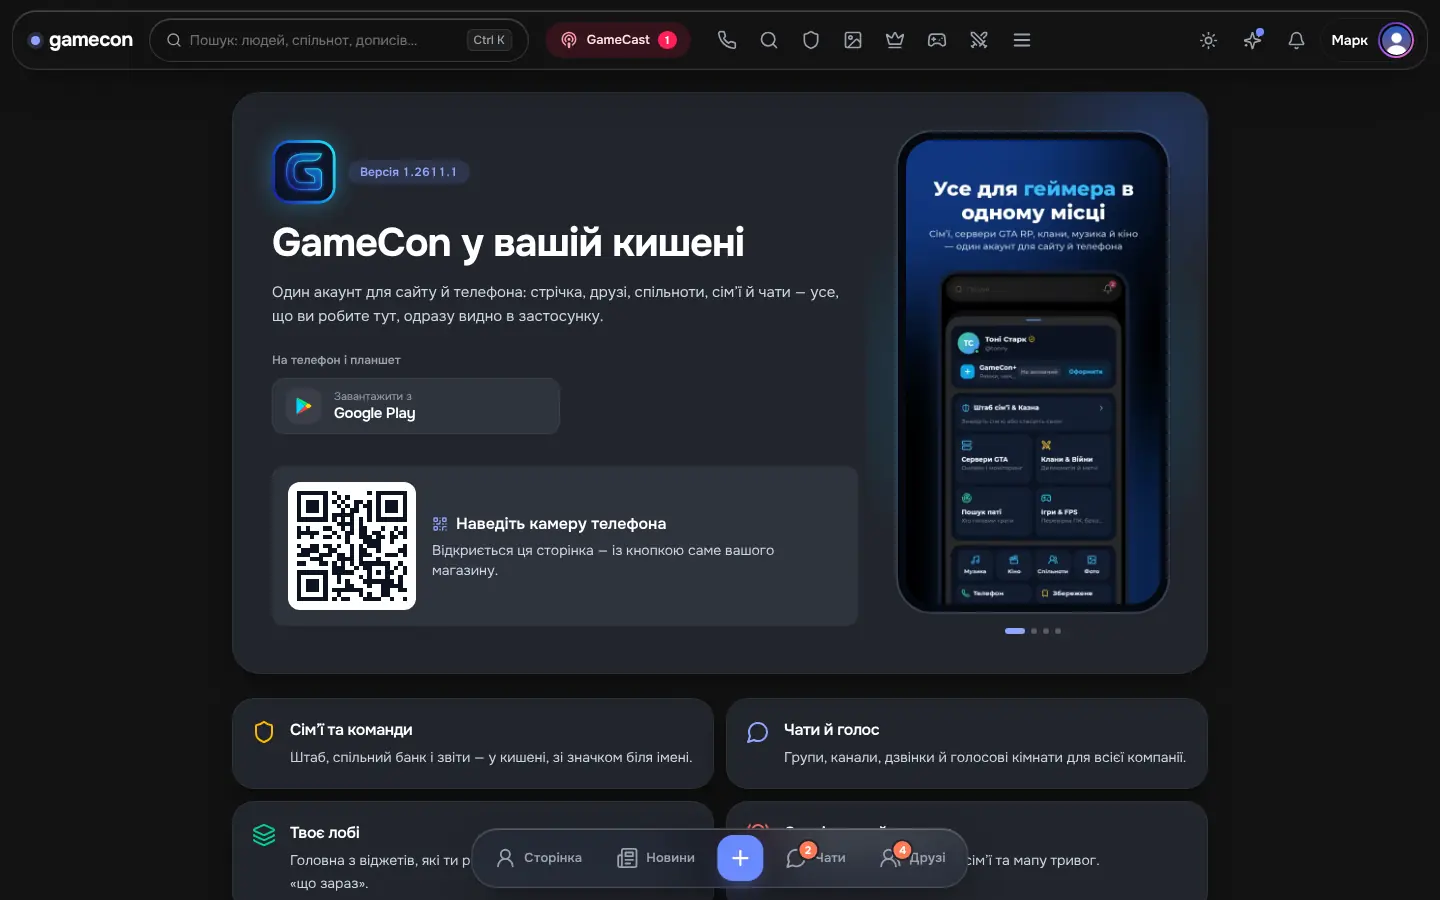 gamecon
Пошук: людей, спільнот, дописів...
Ctrl K
GameCast 1
Марк
Версія 1.2611.1
GameCon у вашій кишені
Один акаунт для сайту й телефона: стрічка, друзі, спільноти, сім’ї й чати — усе,
що ви робите тут, одразу видно в застосунку.
На телефон і планшет
Завантажити з
Google Play
Наведіть камеру телефона
Відкриється ця сторінка — із кнопкою саме вашого
магазину.
Усе для геймера в
одному місці
Сім’ї, сервери GTA RP, клани, музика й кіно
— один акаунт для сайту й телефона
TC
Тоні Старк
GameCon+
Оформити
Штаб сім’ї & Казна
Сервери GTA
Клани & Війни
Пошук паті
Ігри & FPS
Музика
Кіно
Спільноти
Фото
Телефон
Збережене
Сім’ї та команди
Штаб, спільний банк і звіти — у кишені, зі значком біля імені.
Чати й голос
Групи, канали, дзвінки й голосові кімнати для всієї компанії.
Твоє лобі
Головна з віджетів, які ти р
«що зараз».
сім’ї та мапу тривог.
Сторінка
Новини
2
Чати
4
Друзі